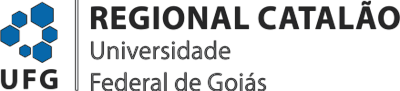 UFG
REGIONAL CATALÃO
Universidade
Federal de Goiás